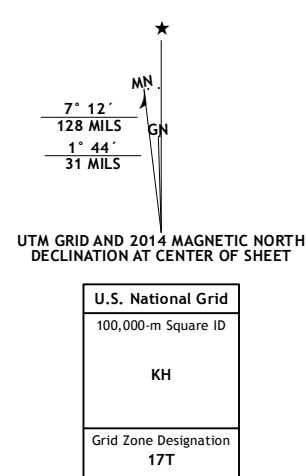 ★
MN
7° 12´
128 MILS
GN
1° 44´
31 MILS
UTM GRID AND 2014 MAGNETIC NORTH
DECLINATION AT CENTER OF SHEET
U.S. National Grid
100,000-m Square ID
KH
Grid Zone Designation
17T